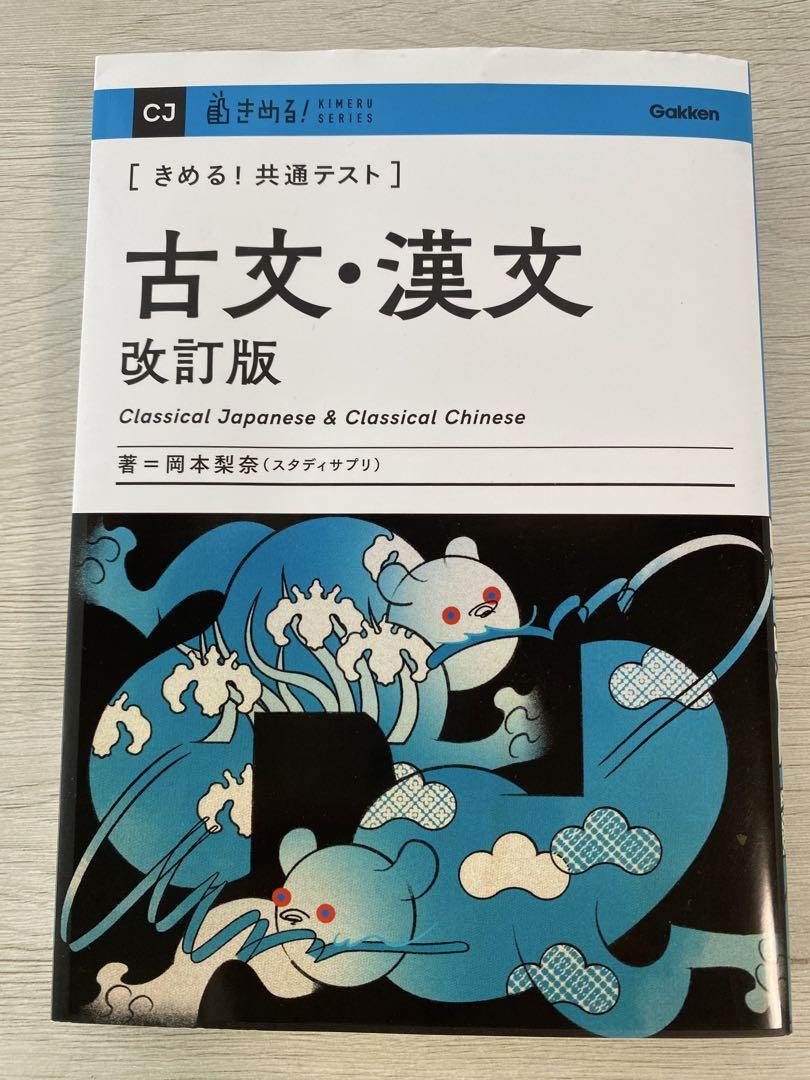 CJ きめる! KIMERU SERIES Gakken
[きめる! 共通テスト]
古文・漢文
改訂版
Classical Japanese & Classical Chinese
著=岡本梨奈(スタディサプリ)